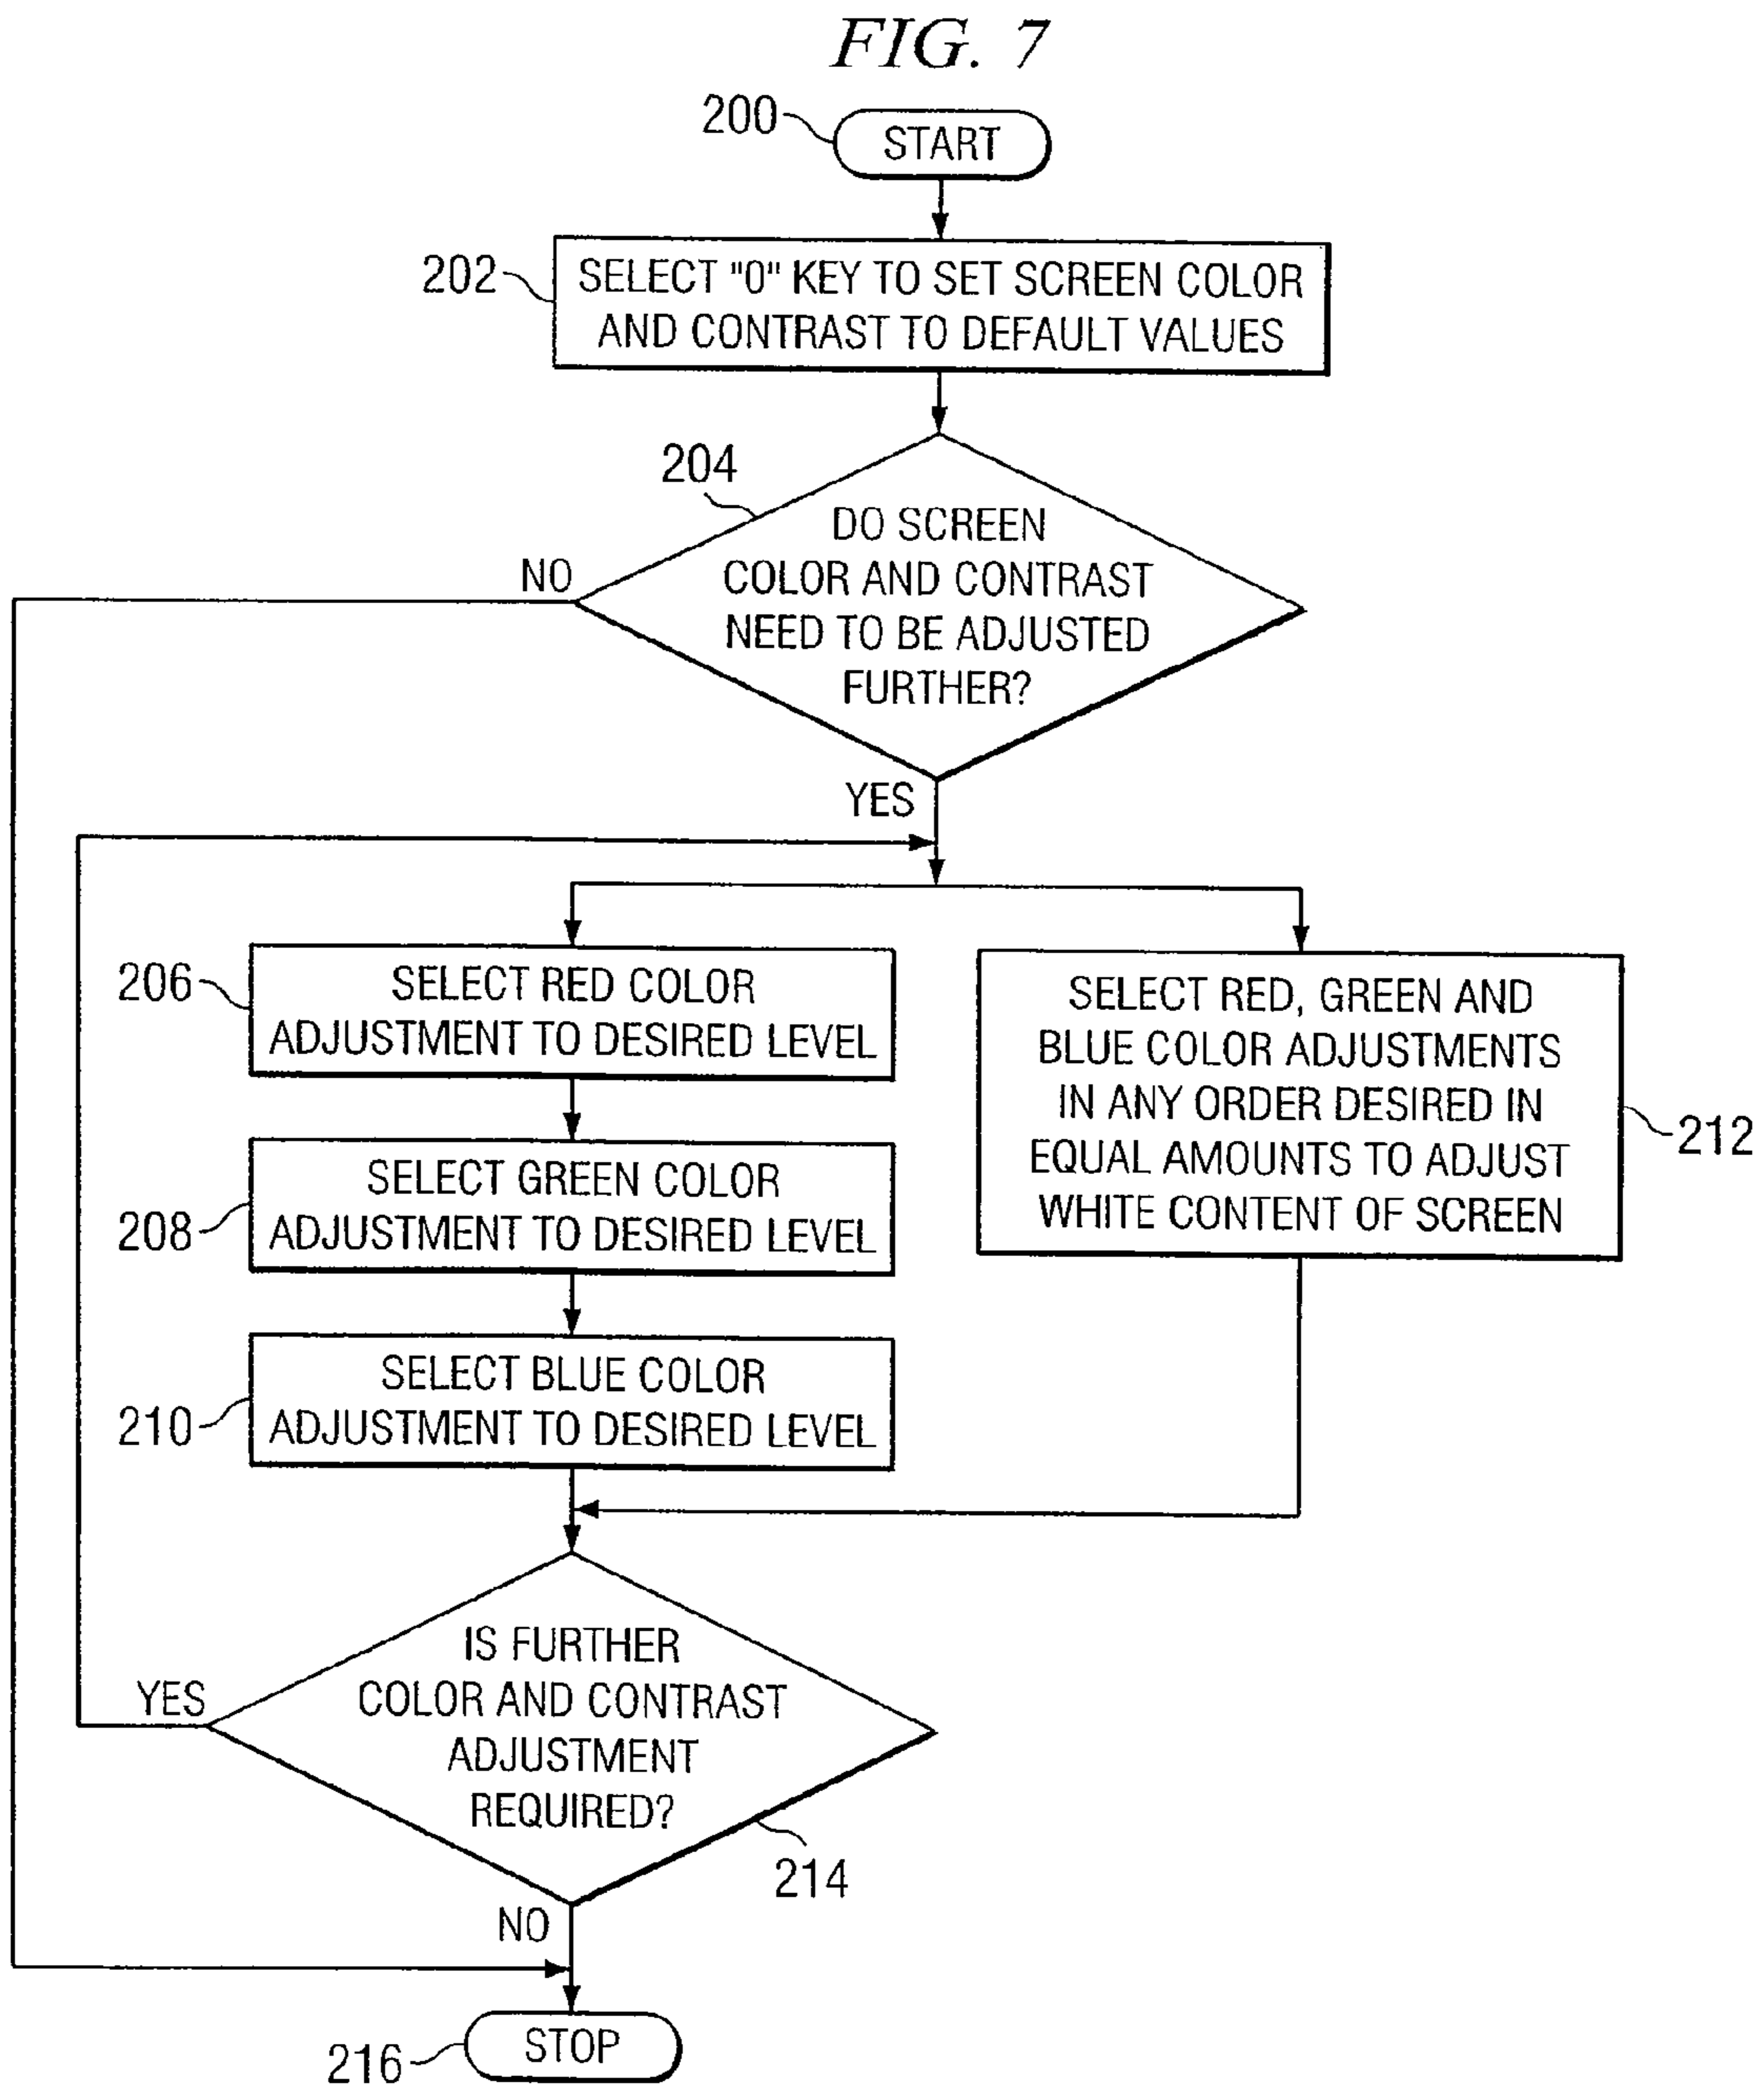 FIG. 7
200
START
202
SELECT "0" KEY TO SET SCREEN COLOR
AND CONTRAST TO DEFAULT VALUES
204
DO SCREEN
COLOR AND CONTRAST
NEED TO BE ADJUSTED
FURTHER?
NO
YES
206
SELECT RED COLOR
ADJUSTMENT TO DESIRED LEVEL
208
SELECT GREEN COLOR
ADJUSTMENT TO DESIRED LEVEL
210
SELECT BLUE COLOR
ADJUSTMENT TO DESIRED LEVEL
SELECT RED, GREEN AND
BLUE COLOR ADJUSTMENTS
IN ANY ORDER DESIRED IN
EQUAL AMOUNTS TO ADJUST
WHITE CONTENT OF SCREEN
212
IS FURTHER
COLOR AND CONTRAST
ADJUSTMENT
REQUIRED?
YES
214
NO
216
STOP